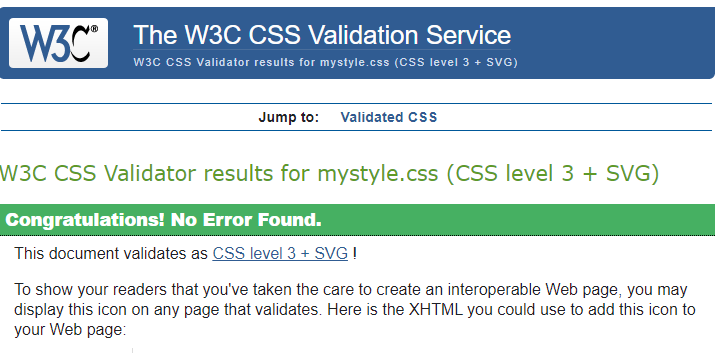 W3C®
The W3C CSS Validation Service
W3C CSS Validator results for mystyle.css (CSS level 3 + SVG)
Jump to: Validated CSS
W3C CSS Validator results for mystyle.css (CSS level 3 + SVG)
Congratulations! No Error Found.
This document validates as CSS level 3 + SVG !
To show your readers that you've taken the care to create an interoperable Web page, you may
display this icon on any page that validates. Here is the XHTML you could use to add this icon to
your Web page: